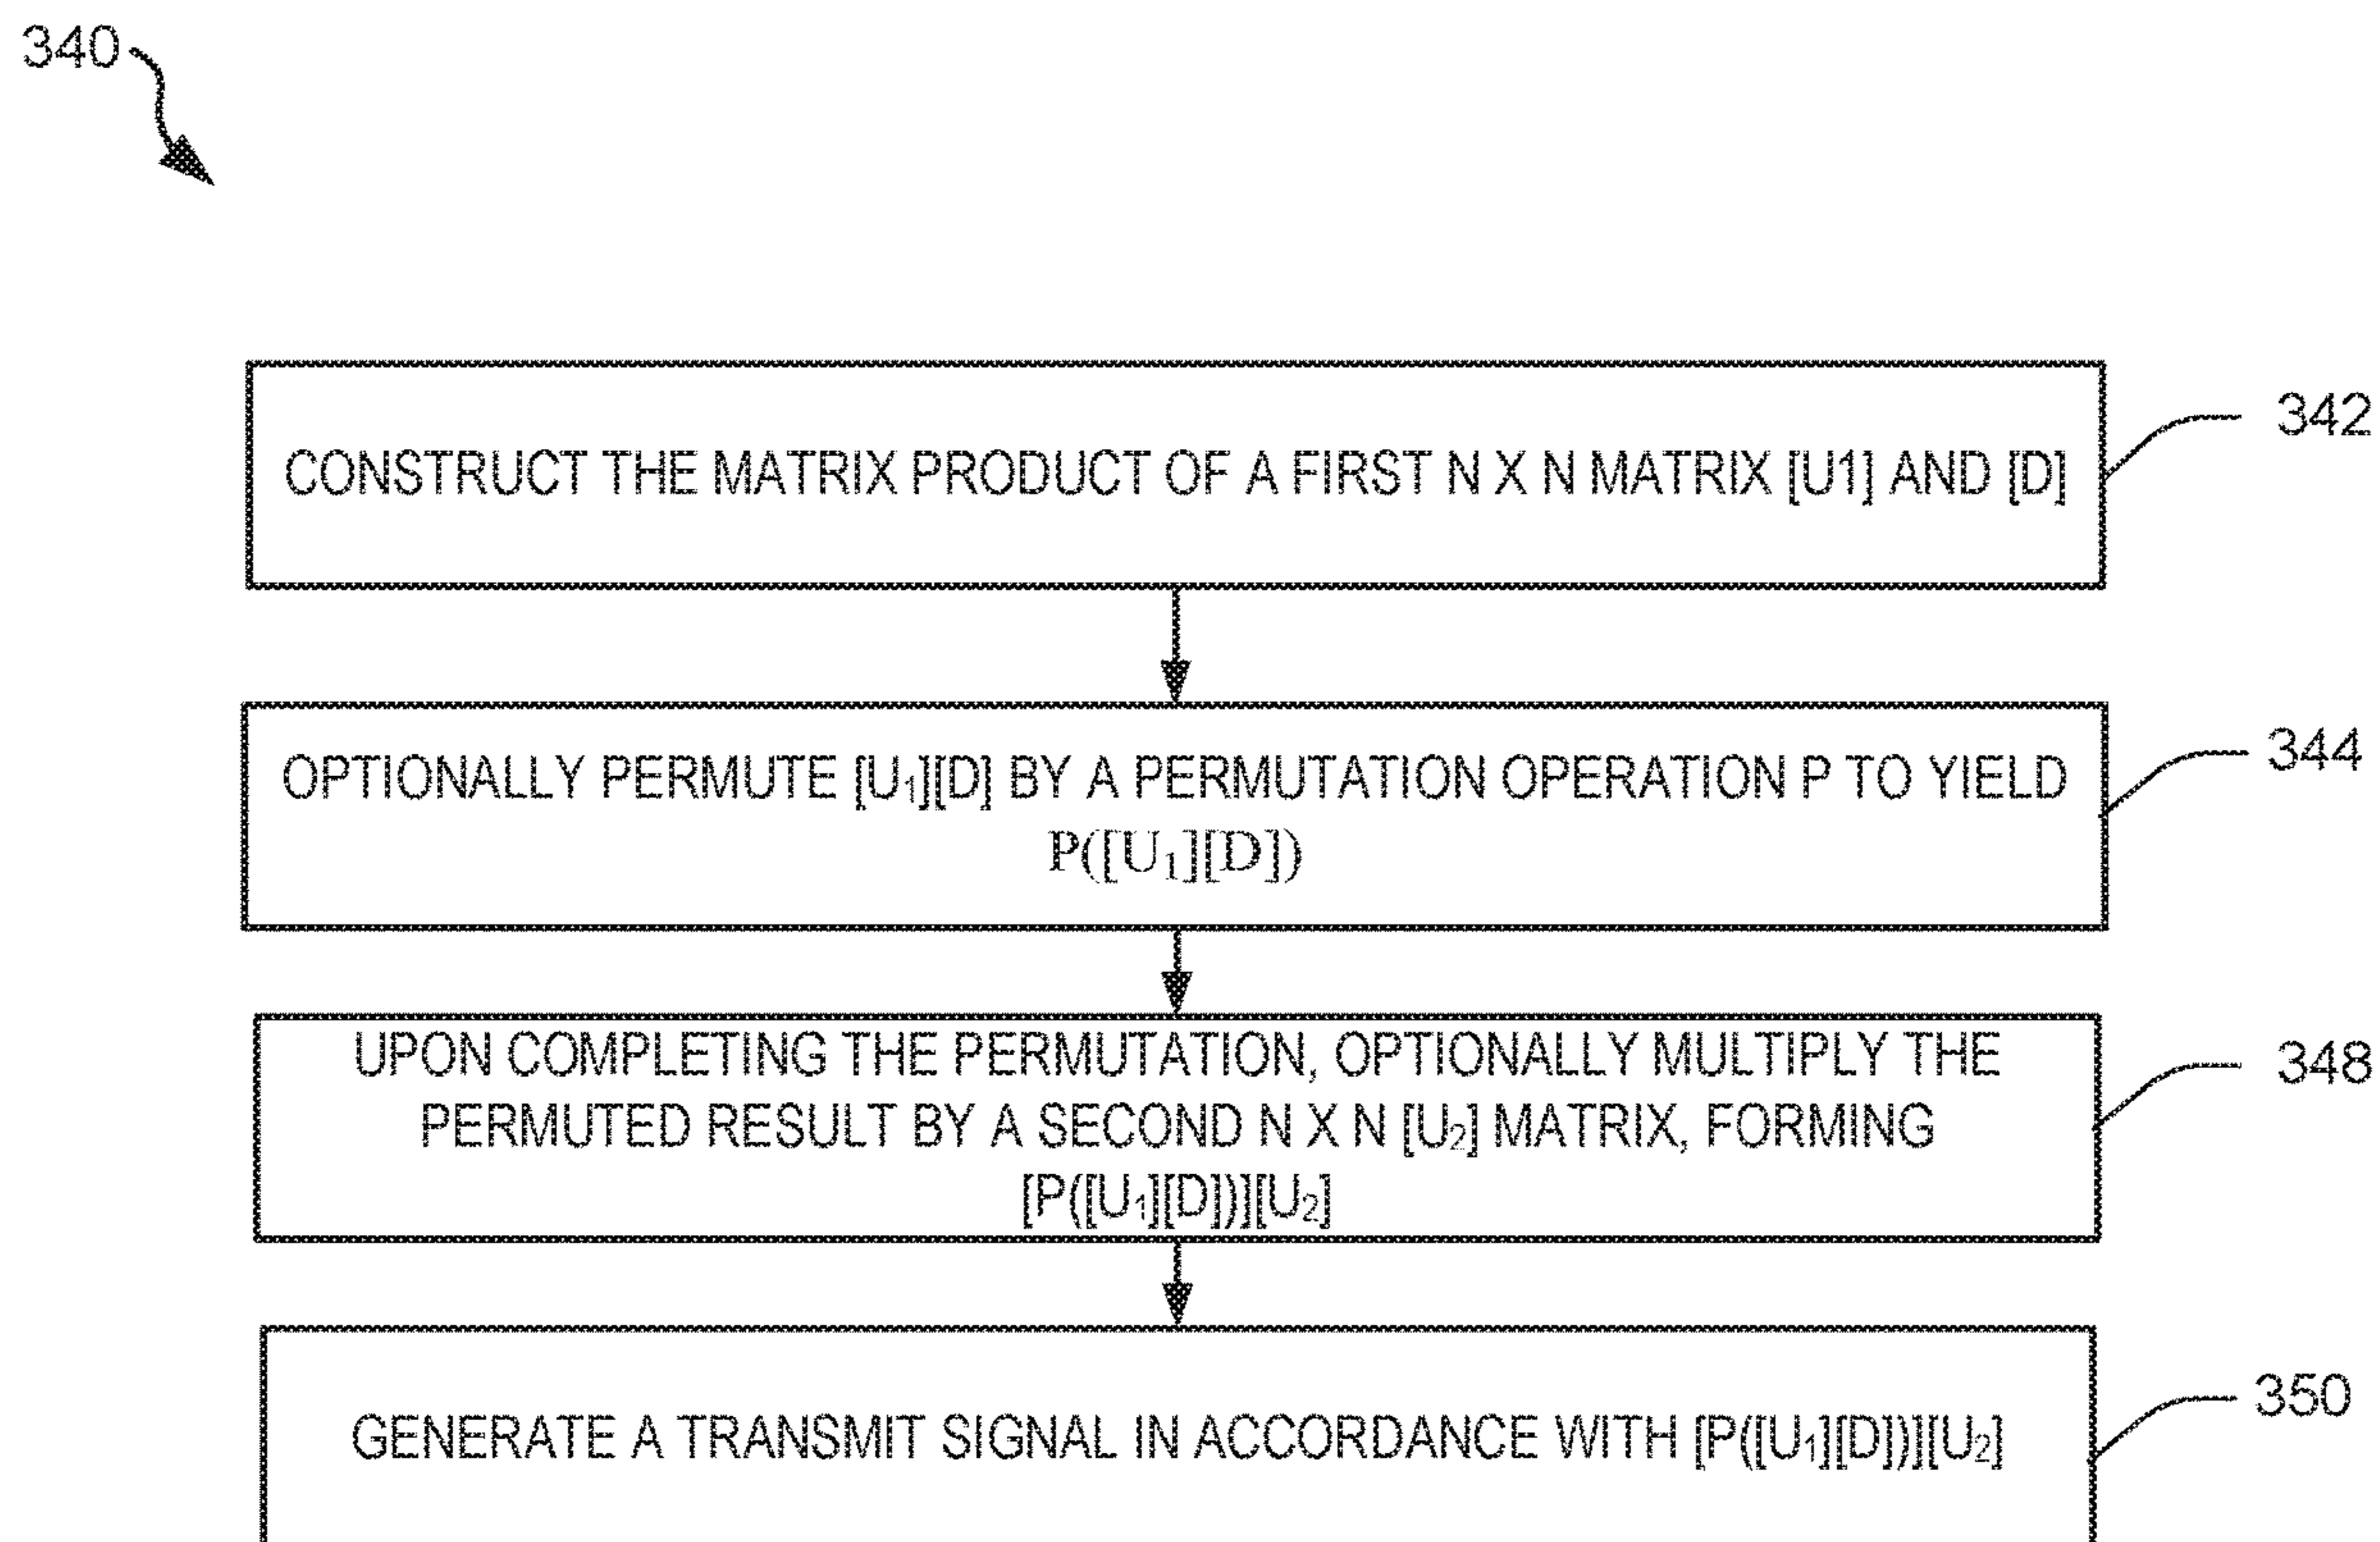 340
CONSTRUCT THE MATRIX PRODUCT OF A FIRST N X N MATRIX [U1] AND [D]
342
OPTIONALLY PERMUTE [U₁][D] BY A PERMUTATION OPERATION P TO YIELD
P([U₁][D])
344
UPON COMPLETING THE PERMUTATION, OPTIONALLY MULTIPLY THE
PERMUTED RESULT BY A SECOND N X N [U₂] MATRIX, FORMING
[P([U₁][D])][U₂]
348
GENERATE A TRANSMIT SIGNAL IN ACCORDANCE WITH [P([U₁][D])][U₂]
350